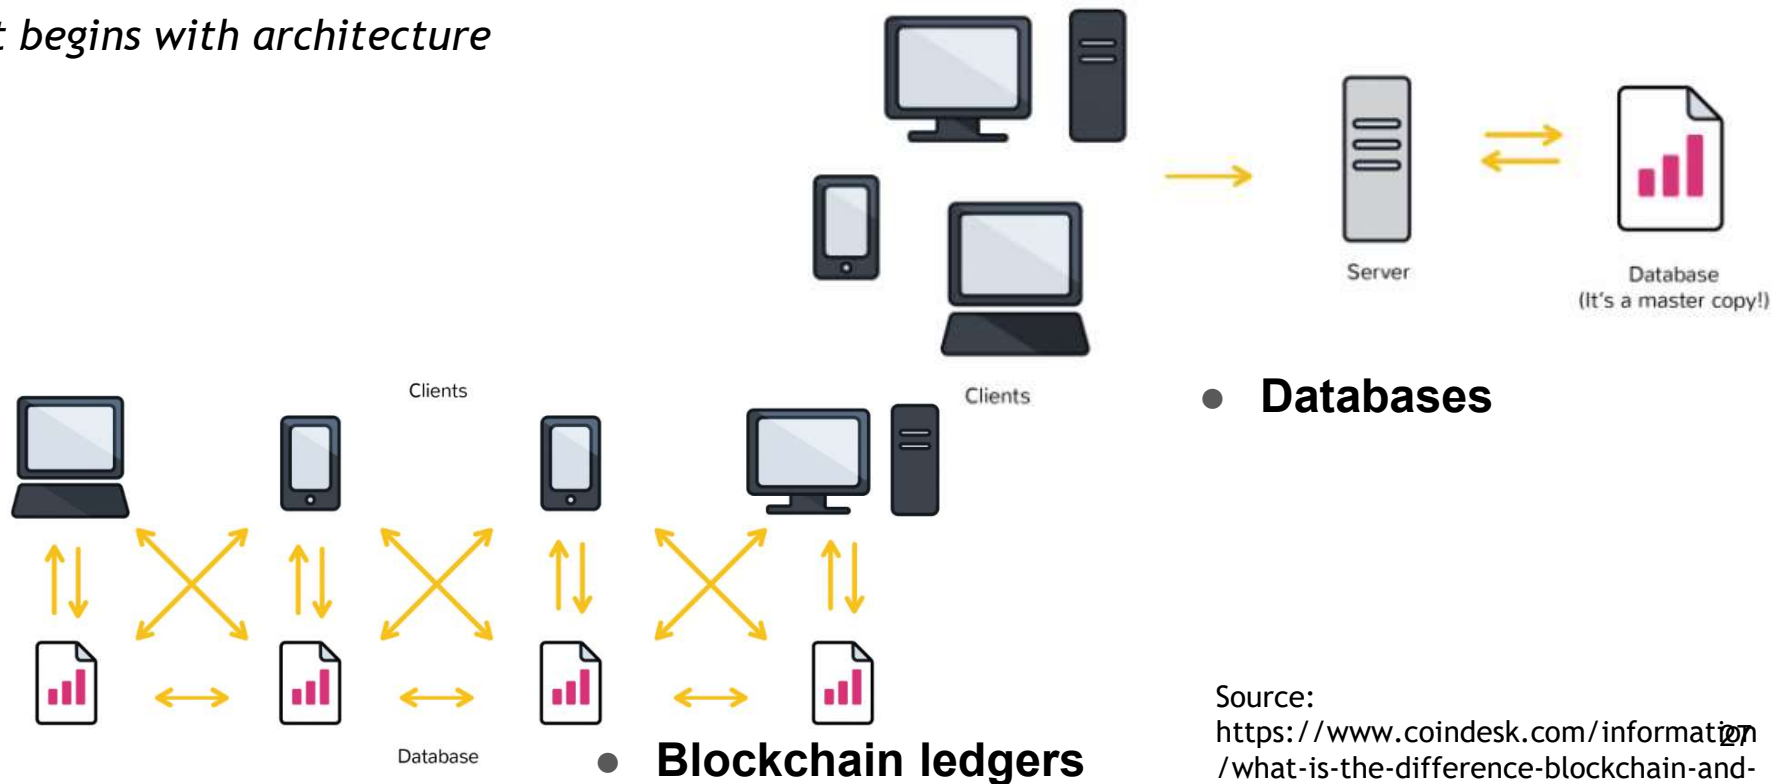 t begins with architecture
Server
Database
(It's a master copy!)
Clients
● Databases
Clients
Database
● Blockchain ledgers
Source:
https://www.coindesk.com/information
27
/what-is-the-difference-blockchain-and-